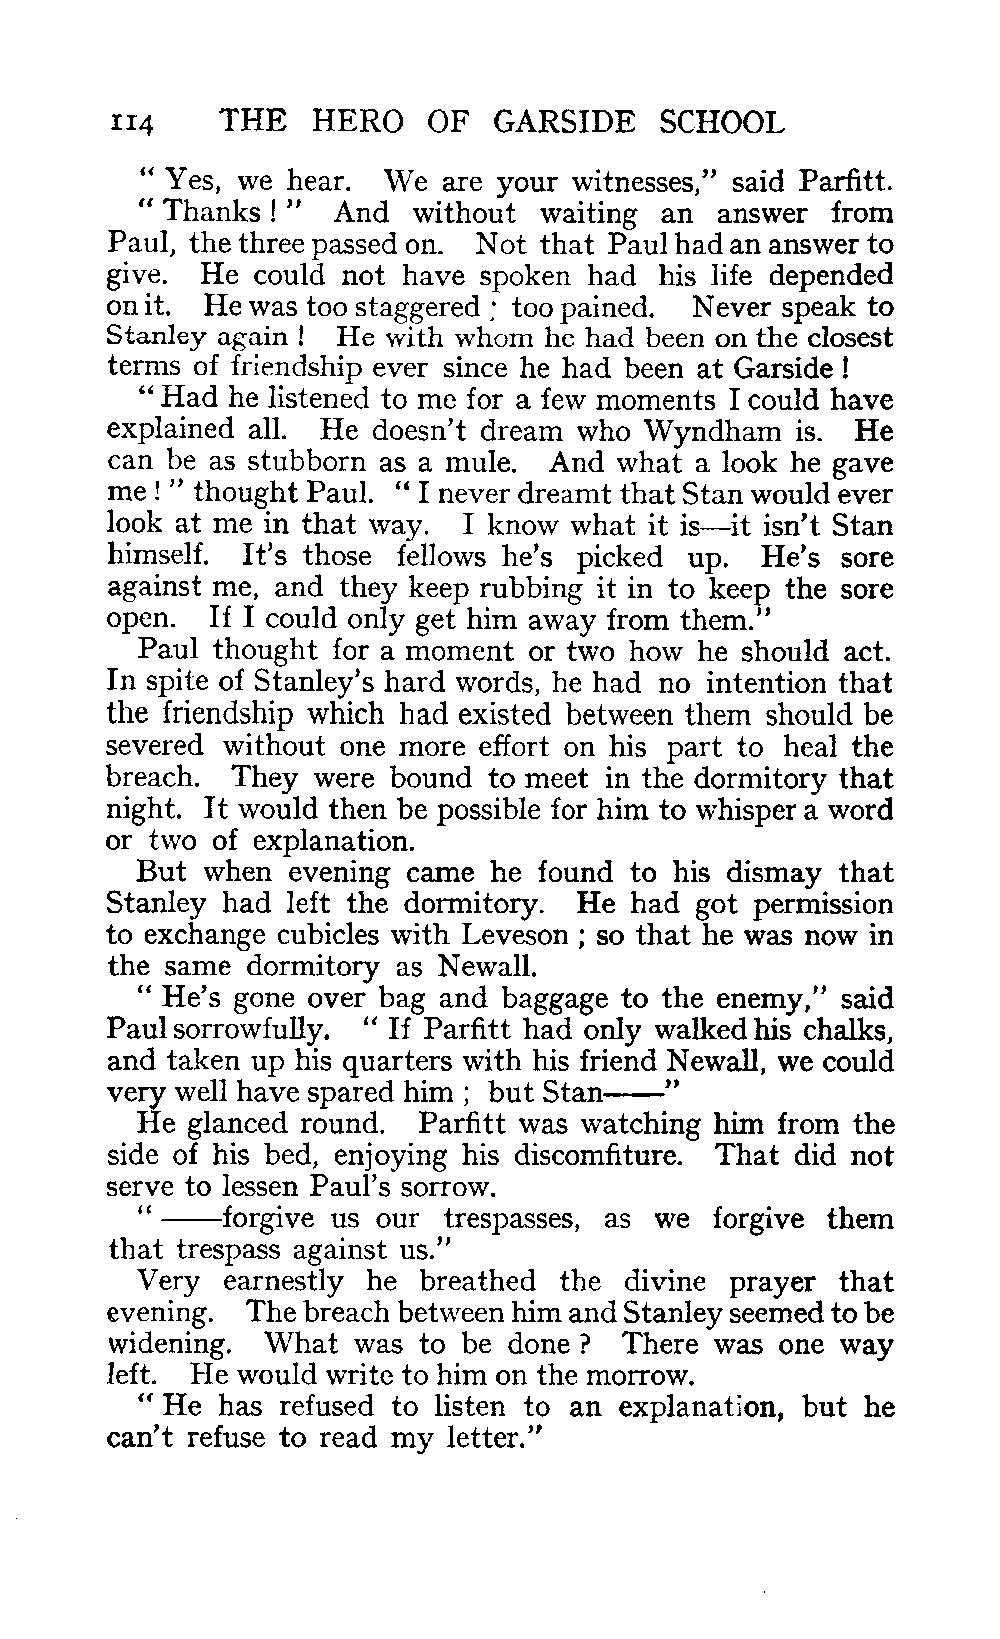 114 THE HERO OF GARSIDE SCHOOL
“ Yes, we hear. We are your witnesses,” said Parfitt.
“ Thanks ! ” And without waiting an answer from
Paul, the three passed on. Not that Paul had an answer to
give. He could not have spoken had his life depended
on it. He was too staggered ; too pained. Never speak to
Stanley again ! He with whom he had been on the closest
terms of friendship ever since he had been at Garside !
“ Had he listened to me for a few moments I could have
explained all. He doesn't dream who Wyndham is. He
can be as stubborn as a mule. And what a look he gave
me ! ” thought Paul. “ I never dreamt that Stan would ever
look at me in that way. I know what it is—it isn't Stan
himself. It's those fellows he's picked up. He's sore
against me, and they keep rubbing it in to keep the sore
open. If I could only get him away from them.”
Paul thought for a moment or two how he should act.
In spite of Stanley's hard words, he had no intention that
the friendship which had existed between them should be
severed without one more effort on his part to heal the
breach. They were bound to meet in the dormitory that
night. It would then be possible for him to whisper a word
or two of explanation.
But when evening came he found to his dismay that
Stanley had left the dormitory. He had got permission
to exchange cubicles with Leveson ; so that he was now in
the same dormitory as Newall.
“ He's gone over bag and baggage to the enemy,” said
Paul sorrowfully. “ If Parfitt had only walked his chalks,
and taken up his quarters with his friend Newall, we could
very well have spared him ; but Stan——”
He glanced round. Parfitt was watching him from the
side of his bed, enjoying his discomfiture. That did not
serve to lessen Paul's sorrow.
“ ——forgive us our trespasses, as we forgive them
that trespass against us.”
Very earnestly he breathed the divine prayer that
evening. The breach between him and Stanley seemed to be
widening. What was to be done ? There was one way
left. He would write to him on the morrow.
“ He has refused to listen to an explanation, but he
can't refuse to read my letter.”